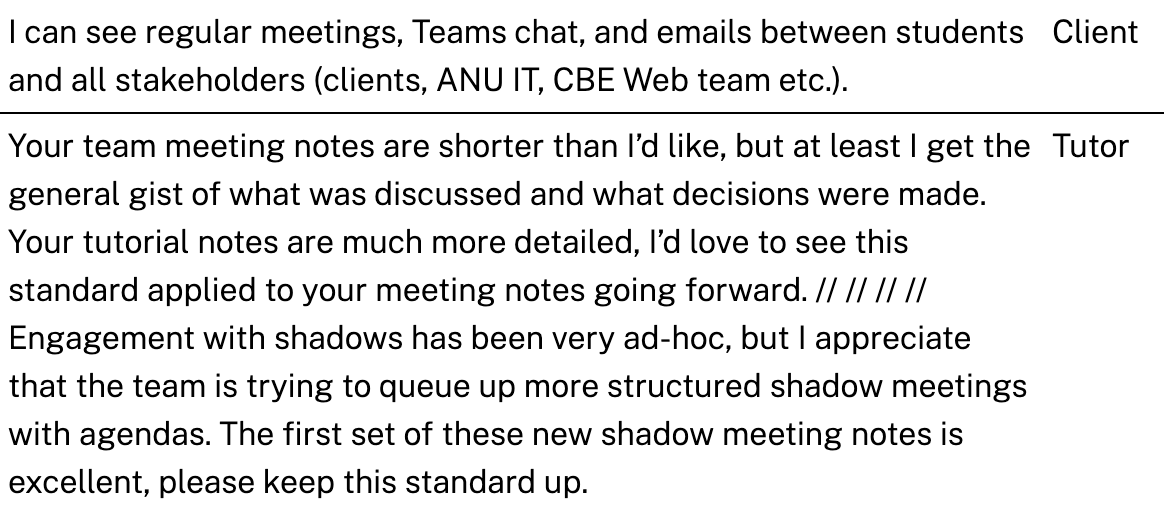 I can see regular meetings, Teams chat, and emails between students Client
and all stakeholders (clients, ANU IT, CBE Web team etc.).
Your team meeting notes are shorter than I’d like, but at least I get the Tutor
general gist of what was discussed and what decisions were made.
Your tutorial notes are much more detailed, I’d love to see this
standard applied to your meeting notes going forward. // // // //
Engagement with shadows has been very ad-hoc, but I appreciate
that the team is trying to queue up more structured shadow meetings
with agendas. The first set of these new shadow meeting notes is
excellent, please keep this standard up.